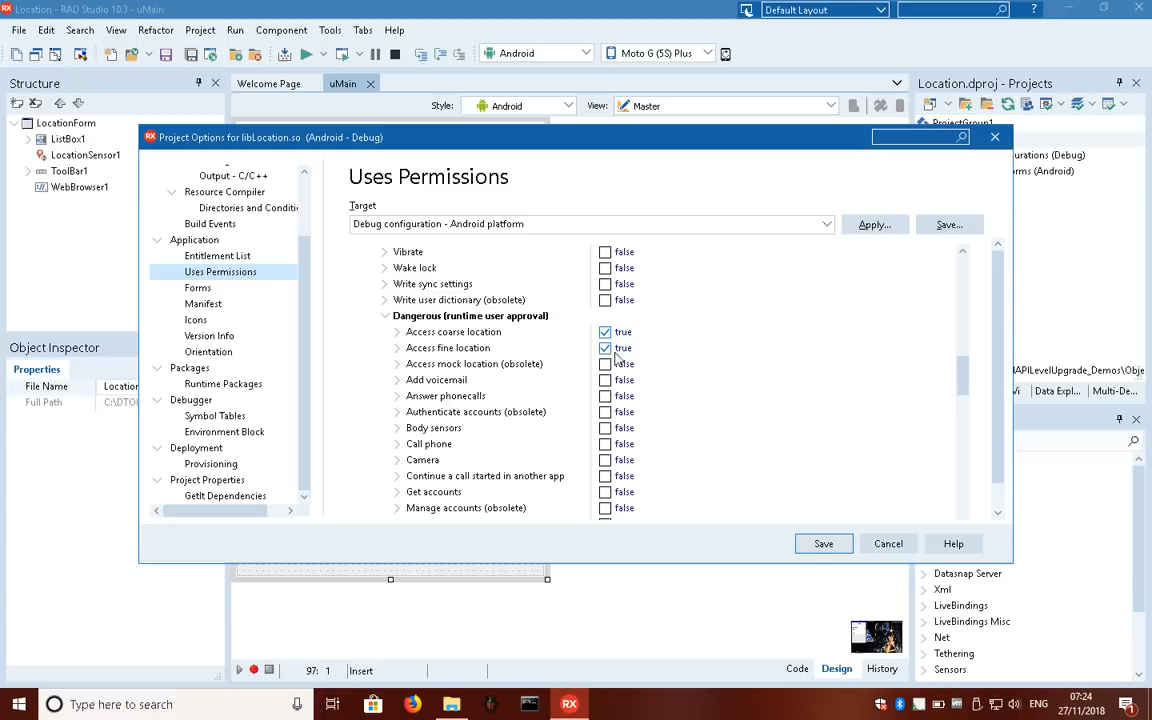 Location - RAD Studio 10.3 - uMain
Default Layout
?
File Edit Search View Refactor Project Run Component Tools Tabs Help
Android
Moto G (5S) Plus
Structure
Welcome Page
uMain
Location.dproj - Projects
Style:
Android
View:
Master
LocationForm
ListBox1
LocationSensor1
ToolBar1
WebBrowser1
ProjectGroup1
urations (Debug)
orms (Android)
Project Options for libLocation.so (Android - Debug)
Output - C/C++
Resource Compiler
Directories and Conditi
Build Events
Application
Entitlement List
Uses Permissions
Forms
Manifest
Icons
Version Info
Orientation
Packages
Runtime Packages
Debugger
Symbol Tables
Environment Block
Deployment
Provisioning
Project Properties
GetIt Dependencies
Uses Permissions
Target
Debug configuration - Android platform
Apply...
Save...
Vibrate false
Wake lock false
Write sync settings false
Write user dictionary (obsolete) false
Dangerous (runtime user approval)
Access coarse location true
Access fine location true
Access mock location (obsolete) false
Add voicemail false
Answer phonecalls false
Authenticate accounts (obsolete) false
Body sensors false
Call phone false
Camera false
Continue a call started in another app false
Get accounts false
Manage accounts (obsolete) false
Save
Cancel
Help
Object Inspector
Properties
File Name Location
Full Path C:\DTOL
APILevelUpgrade_Demos\Obje
Vi
Data Expl...
Multi-De...
Datasnap Server
Xml
LiveBindings
LiveBindings Misc
Net
Tethering
Sensors
97: 1
Insert
Code
Design
History
Type here to search
ENG
07:24
27/11/2018
1